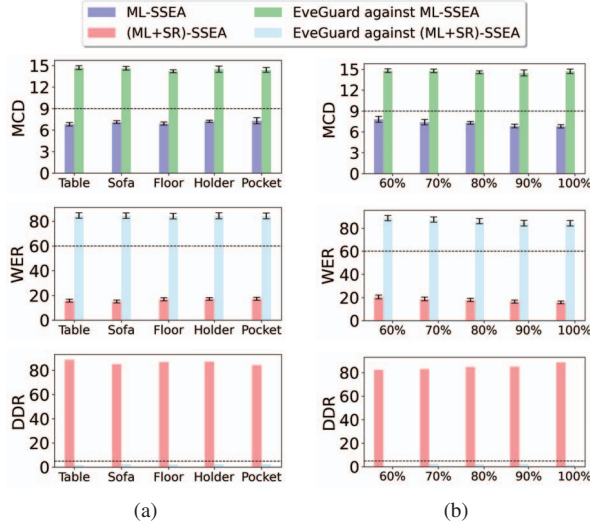 ML-SSEA EveGuard against ML-SSEA
(ML+SR)-SSEA EveGuard against (ML+SR)-SSEA
15
12
9
6
3
0
MCD
Table Sofa Floor Holder Pocket
15
12
9
6
3
0
MCD
60% 70% 80% 90% 100%
80
60
40
20
0
WER
Table Sofa Floor Holder Pocket
80
60
40
20
0
WER
60% 70% 80% 90% 100%
80
60
40
20
0
DDR
Table Sofa Floor Holder Pocket
80
60
40
20
0
DDR
60% 70% 80% 90% 100%
(a) (b)